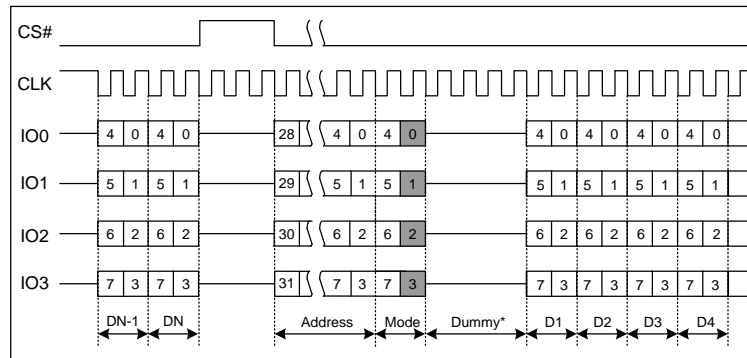 CS#
CLK
IO0 4 0 4 0 28 4 0 4 0 4 0 4 0 4 0 4 0
IO1 5 1 5 1 29 5 1 5 1 5 1 5 1 5 1 5 1
IO2 6 2 6 2 30 6 2 6 2 6 2 6 2 6 2 6 2
IO3 7 3 7 3 31 7 3 7 3 7 3 7 3 7 3 7 3
DN-1 DN Address Mode Dummy* D1 D2 D3 D4